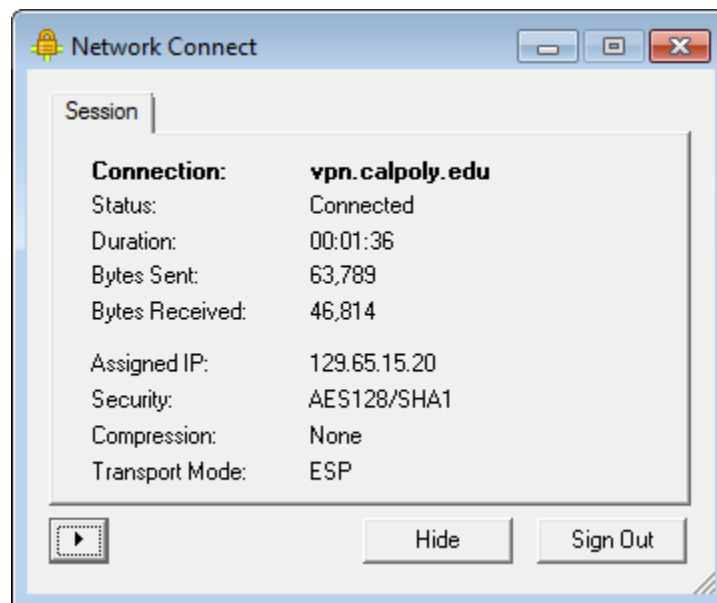 Network Connect
Session
Connection: vpn.calpoly.edu
Status: Connected
Duration: 00:01:36
Bytes Sent: 63,789
Bytes Received: 46,814
Assigned IP: 129.65.15.20
Security: AES128/SHA1
Compression: None
Transport Mode: ESP
Hide Sign Out